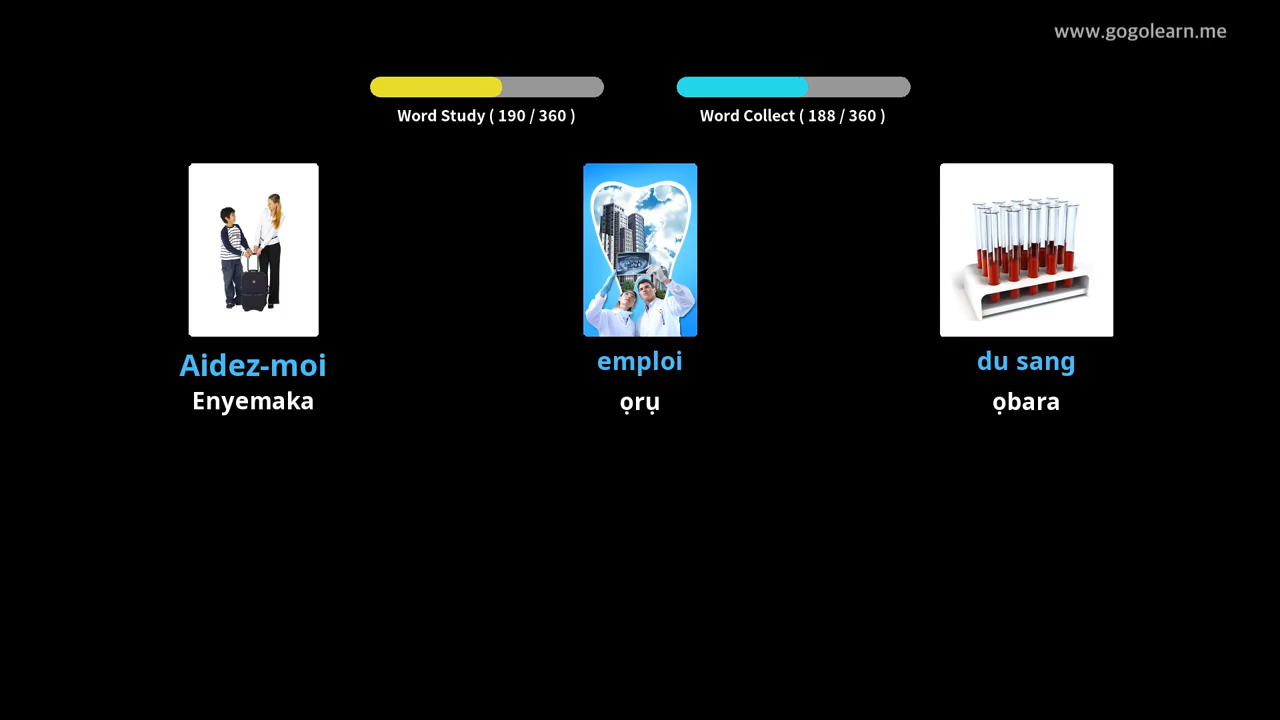 www.gogolearn.me
Word Study ( 190 / 360 )
Word Collect ( 188 / 360 )
Aidez-moi
Enyemaka
emploi
ọrụ
du sang
ọbara